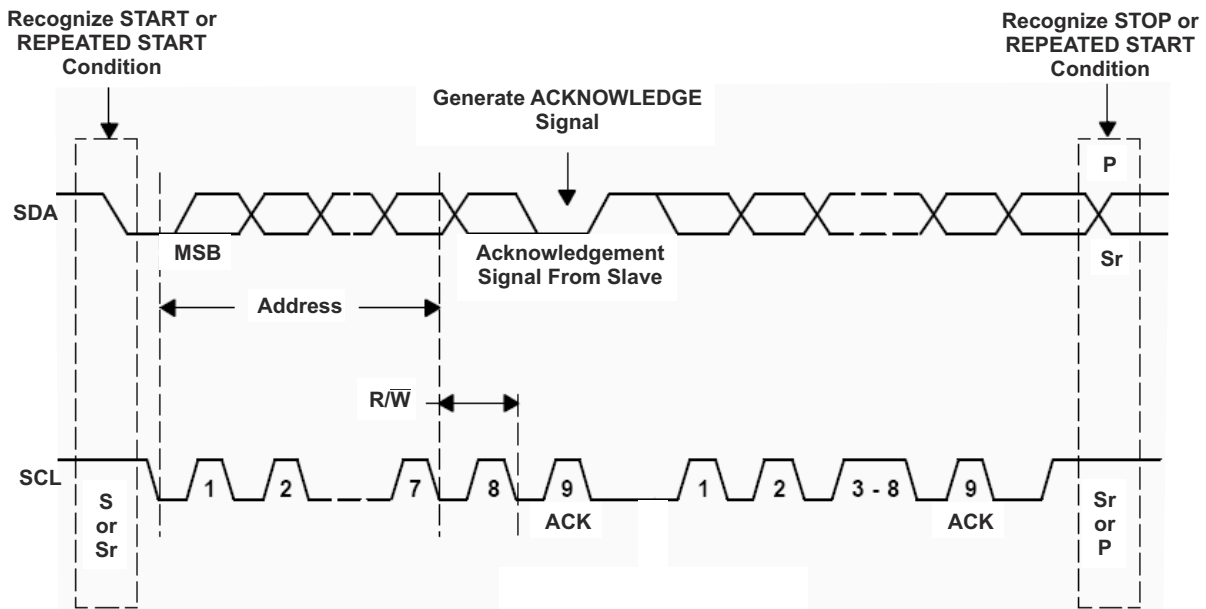 Recognize START or
REPEATED START
Condition
Recognize STOP or
REPEATED START
Condition
Generate ACKNOWLEDGE
Signal
P
SDA
MSB
Acknowledgement
Signal From Slave
Sr
Address
R/W̅
SCL
1
2
7
8
9
1
2
3 - 8
9
S
or
Sr
ACK
ACK
Sr
or
P